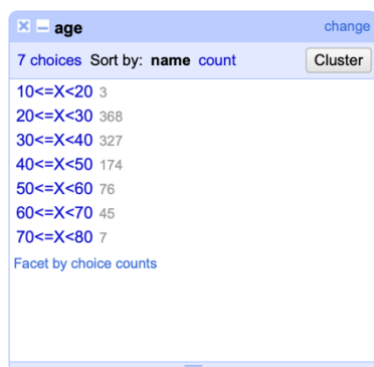 age change
7 choices Sort by: name count Cluster
10<=X<20 3
20<=X<30 368
30<=X<40 327
40<=X<50 174
50<=X<60 76
60<=X<70 45
70<=X<80 7
Facet by choice counts